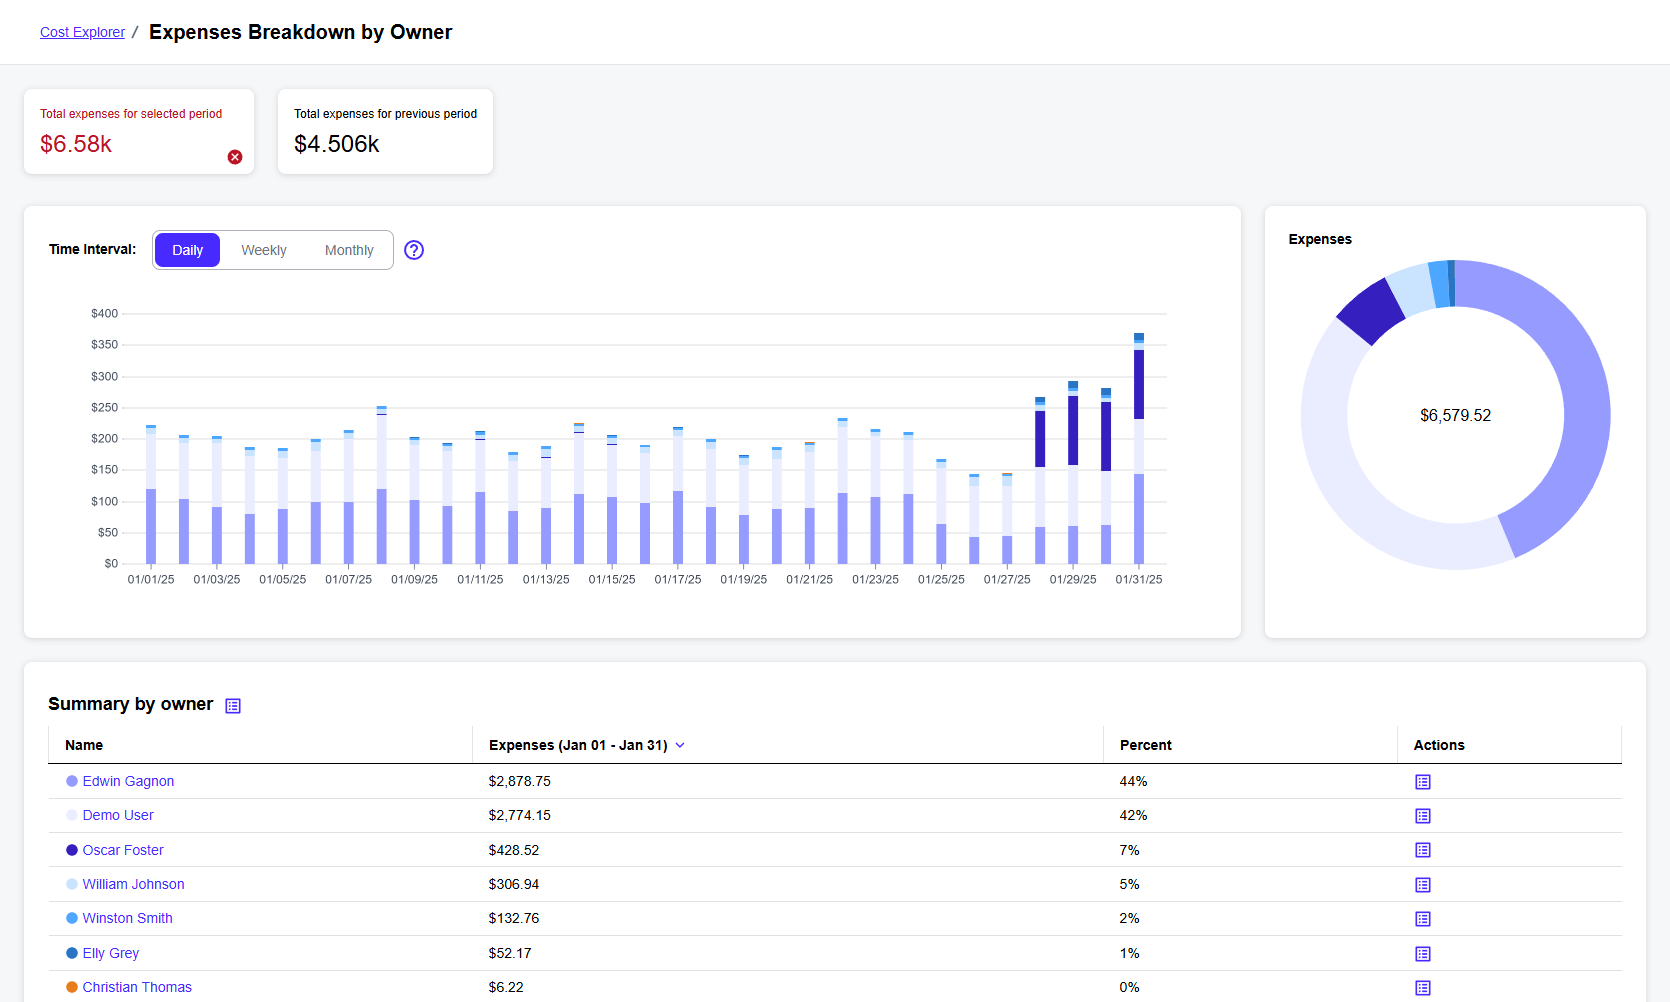 Cost Explorer / Expenses Breakdown by Owner
Total expenses for selected period
$6.58k
Total expenses for previous period
$4.506k
Time Interval: Daily Weekly Monthly
$400
$350
$300
$250
$200
$150
$100
$50
$0
01/01/25 01/03/25 01/05/25 01/07/25 01/09/25 01/11/25 01/13/25 01/15/25 01/17/25 01/19/25 01/21/25 01/23/25 01/25/25 01/27/25 01/29/25 01/31/25
Expenses
$6,579.52
Summary by owner
Name Expenses (Jan 01 - Jan 31) Percent Actions
Edwin Gagnon $2,878.75 44%
Demo User $2,774.15 42%
Oscar Foster $428.52 7%
William Johnson $306.94 5%
Winston Smith $132.76 2%
Elly Grey $52.17 1%
Christian Thomas $6.22 0%